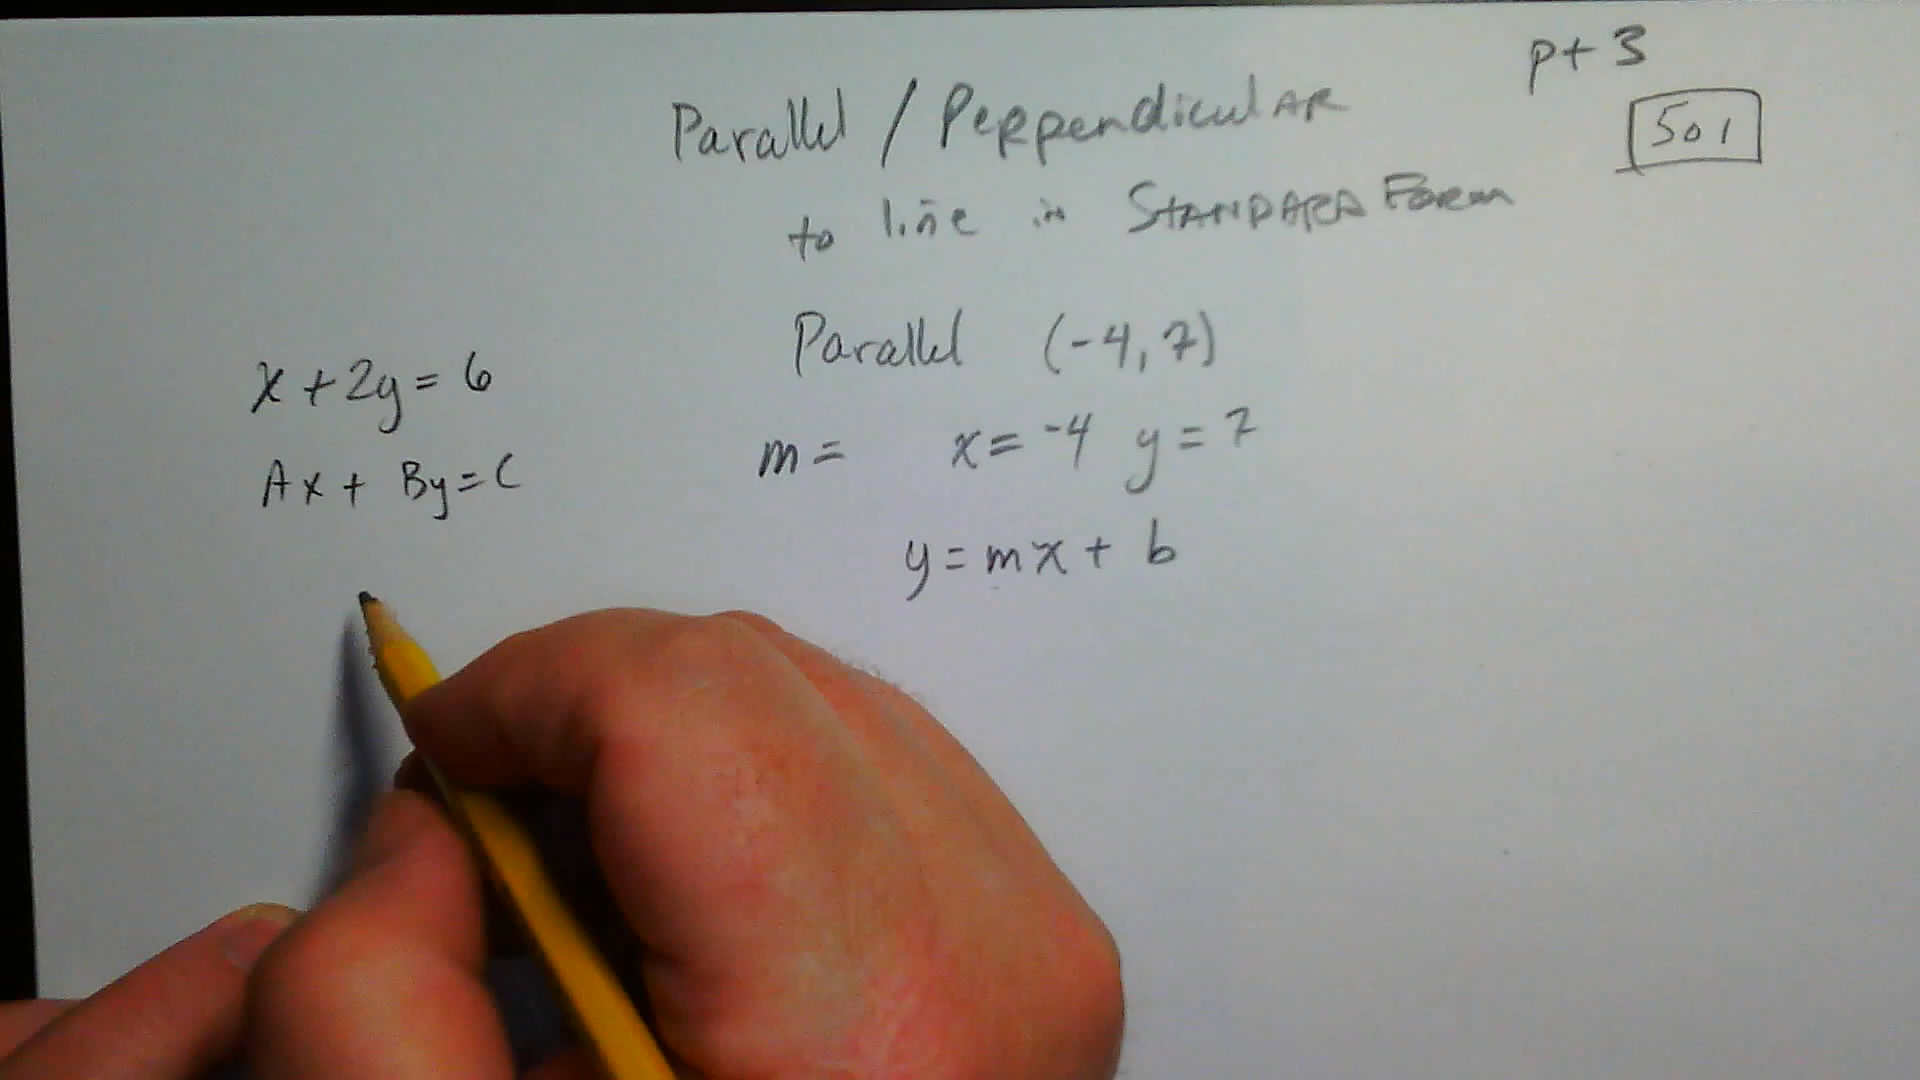 pt 3
501
Parallel / Perpendicular
to line in STANDARD Form
Parallel (-4,7)
x + 2y = 6
m = x = -4 y = 7
Ax + By = C
y = mx + b